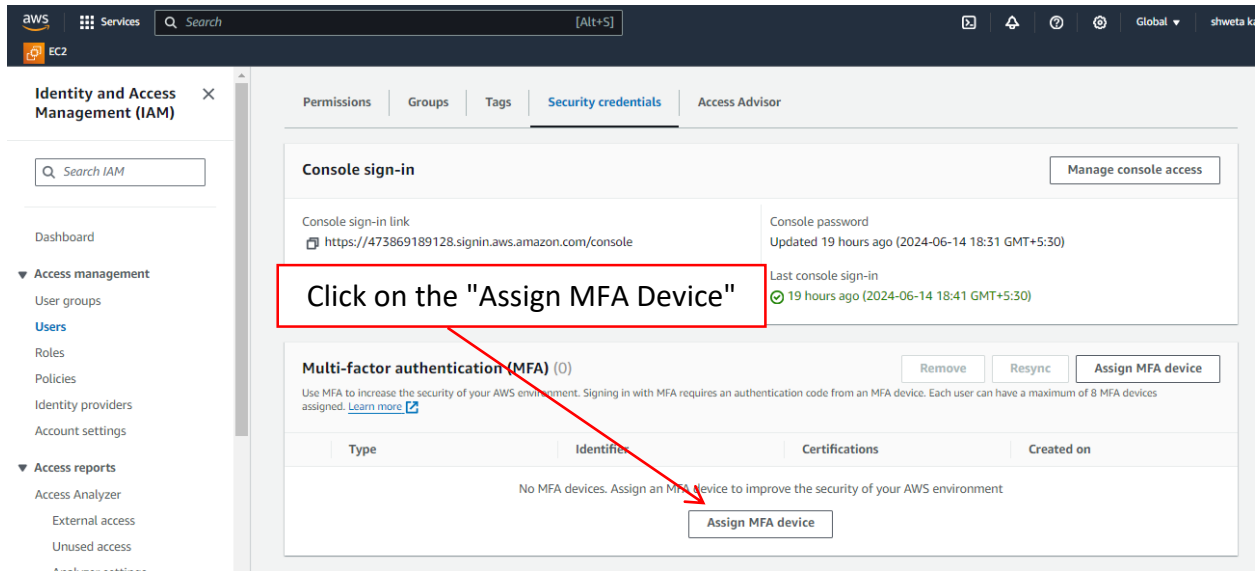 aws Services Search [Alt+S] Global shweta ka
EC2
Identity and Access Management (IAM)
Search IAM
Dashboard
Access management
User groups
Users
Roles
Policies
Identity providers
Account settings
Access reports
Access Analyzer
External access
Unused access
Analyzer settings
Permissions Groups Tags Security credentials Access Advisor
Console sign-in Manage console access
Console sign-in link
https://473869189128.signin.aws.amazon.com/console
Console password
Updated 19 hours ago (2024-06-14 18:31 GMT+5:30)
Last console sign-in
19 hours ago (2024-06-14 18:41 GMT+5:30)
Click on the "Assign MFA Device"
Multi-factor authentication (MFA) (0) Remove Resync Assign MFA device
Use MFA to increase the security of your AWS environment. Signing in with MFA requires an authentication code from an MFA device. Each user can have a maximum of 8 MFA devices
assigned. Learn more
Type Identifier Certifications Created on
No MFA devices. Assign an MFA device to improve the security of your AWS environment
Assign MFA device